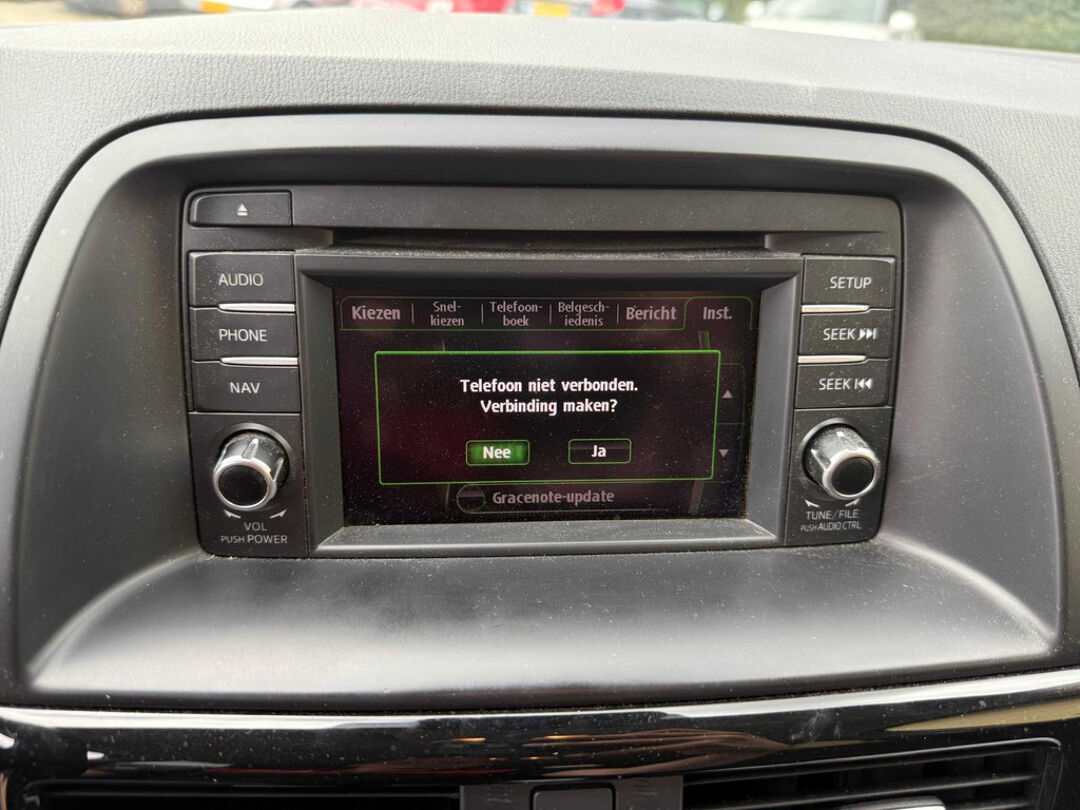 AUDIO
PHONE
NAV
VOL
PUSH POWER
Kiezen
Snel-
kiezen
Telefoon-
boek
Belgesch-
iedenis
Bericht
Inst.
Telefoon niet verbonden.
Verbinding maken?
Nee
Ja
Gracenote-update
SETUP
SEEK
SEEK
TUNE/FILE
PUSH AUDIO CTRL